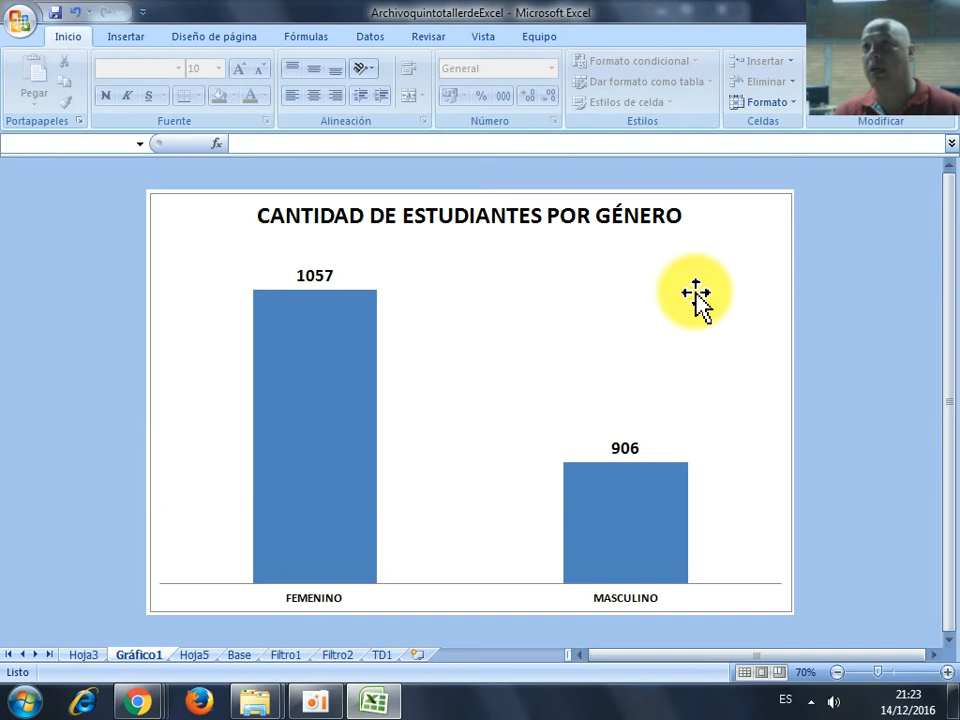 ArchivoquintotallerdeExcel - Microsoft Excel
Inicio Insertar Diseño de página Fórmulas Datos Revisar Vista Equipo
Pegar
10
N K S
General
% 000
Formato condicional
Dar formato como tabla
Estilos de celda
Insertar
Eliminar
Formato
Portapapeles Fuente Alineación Número Estilos Celdas Modificar
fx
CANTIDAD DE ESTUDIANTES POR GÉNERO
1057
906
FEMENINO MASCULINO
Hoja3 Gráfico1 Hoja5 Base Filtro1 Filtro2 TD1
Listo 70%
ES 21:23
14/12/2016